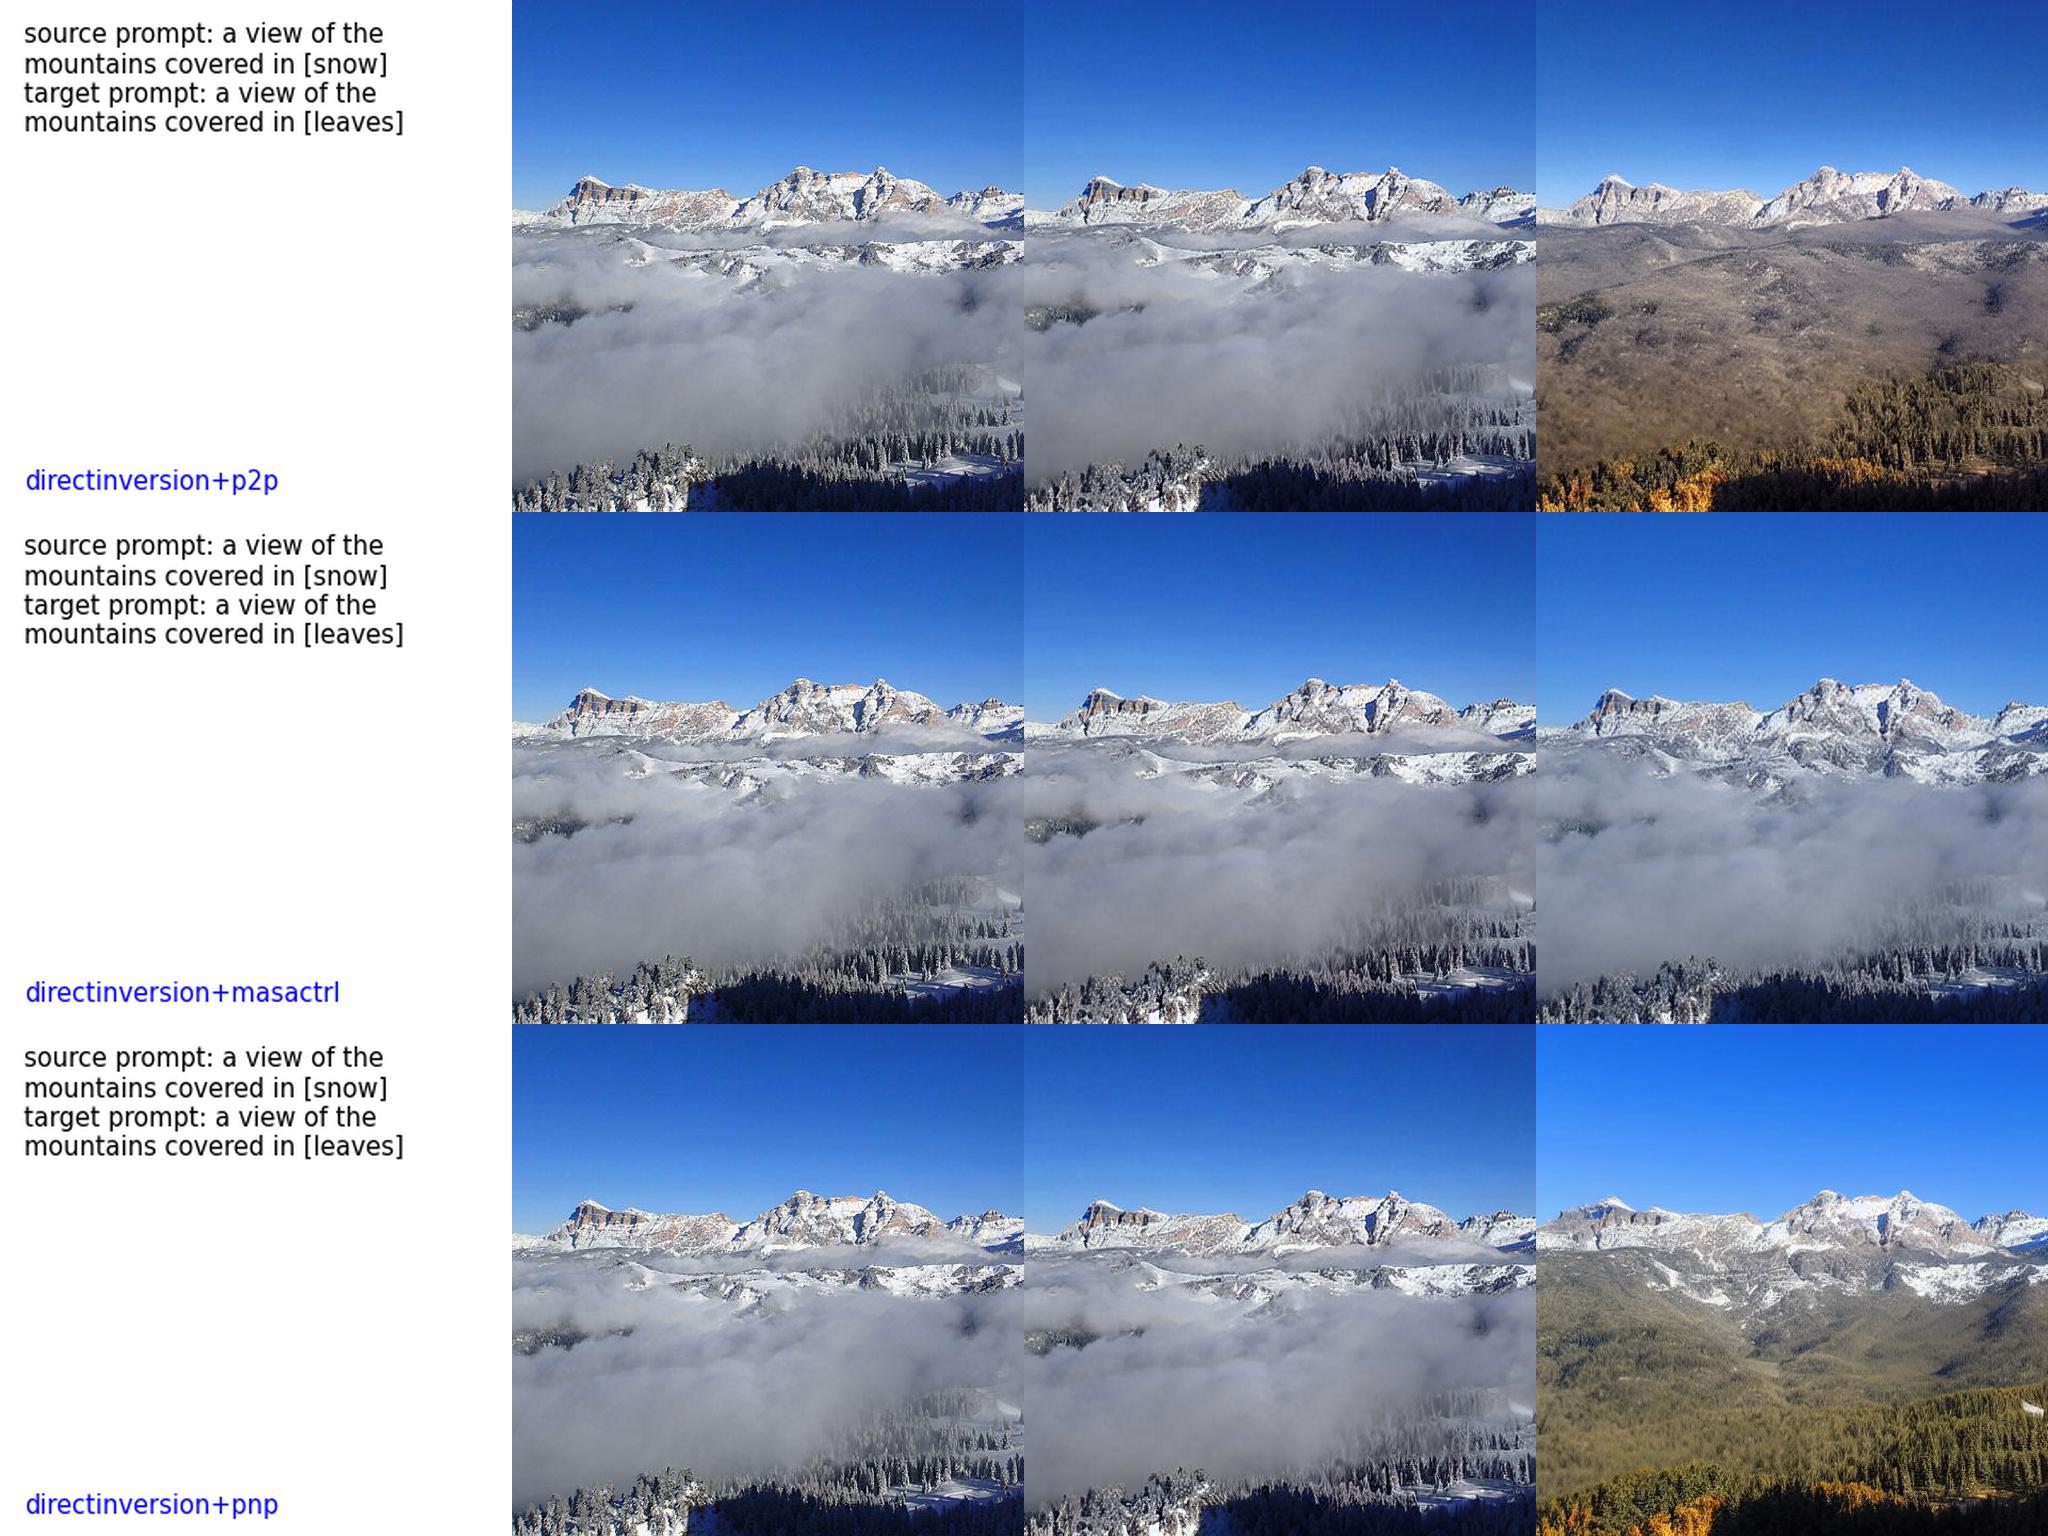 source prompt: a view of the
mountains covered in [snow]
target prompt: a view of the
mountains covered in [leaves]
directinversion+p2p
source prompt: a view of the
mountains covered in [snow]
target prompt: a view of the
mountains covered in [leaves]
directinversion+masactrl
source prompt: a view of the
mountains covered in [snow]
target prompt: a view of the
mountains covered in [leaves]
directinversion+pnp